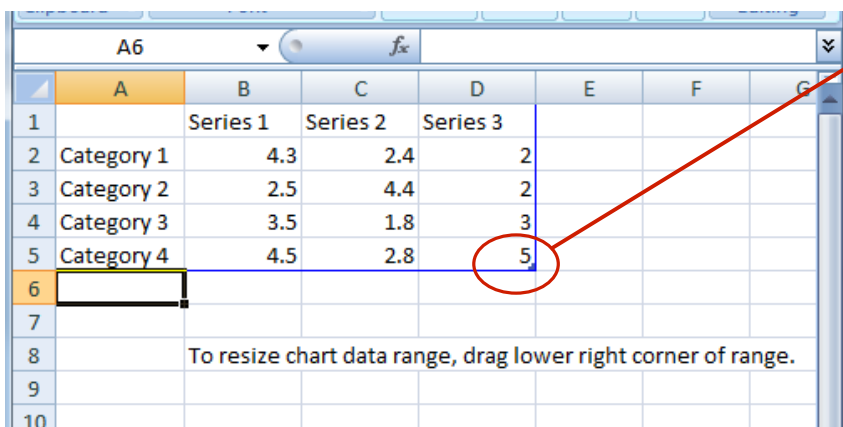 A6 fx
A B C D E F G
1 Series 1 Series 2 Series 3
2 Category 1 4.3 2.4 2
3 Category 2 2.5 4.4 2
4 Category 3 3.5 1.8 3
5 Category 4 4.5 2.8 5
6
7
8 To resize chart data range, drag lower right corner of range.
9
10